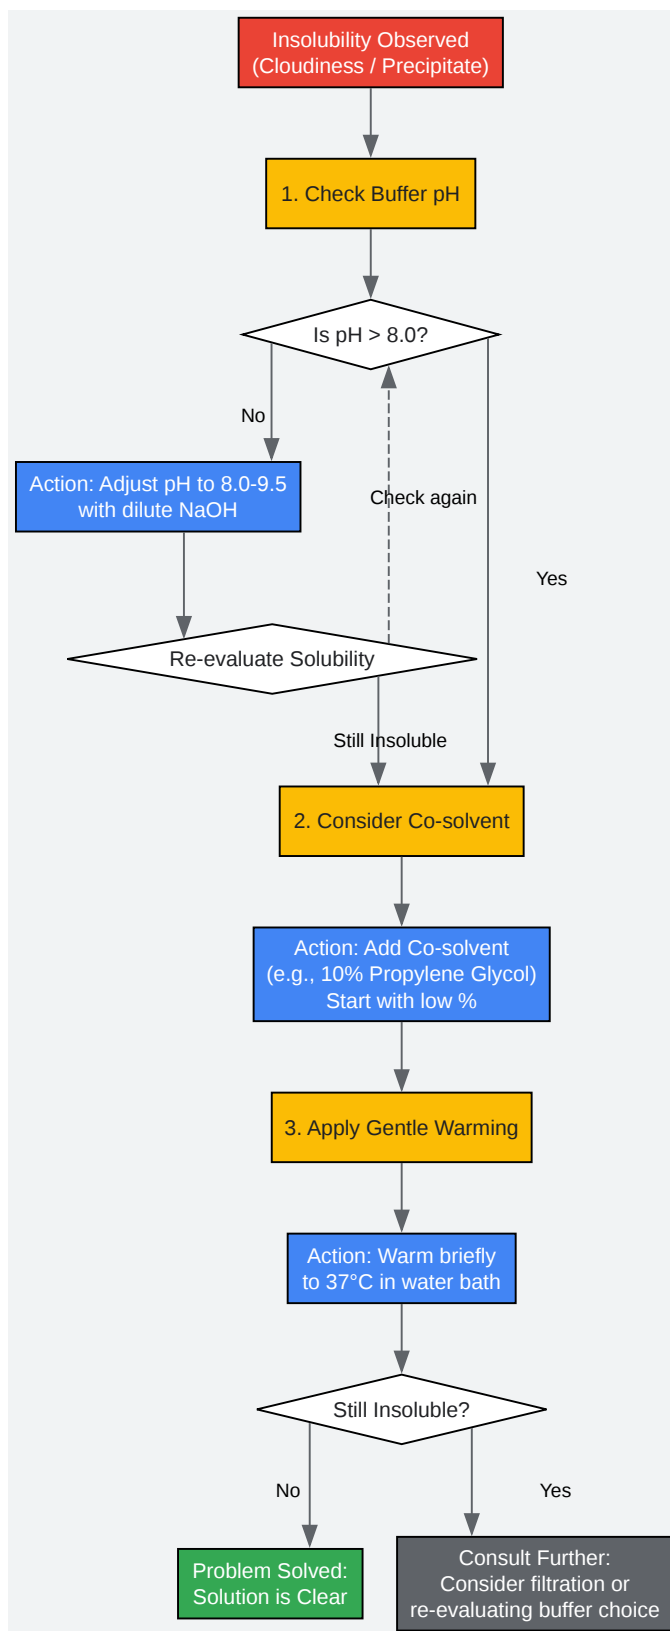 Insolubility Observed
(Cloudiness / Precipitate)
1. Check Buffer pH
Is pH > 8.0?
No
Action: Adjust pH to 8.0-9.5
with dilute NaOH
Check again
Yes
Re-evaluate Solubility
Still Insoluble
2. Consider Co-solvent
Action: Add Co-solvent
(e.g., 10% Propylene Glycol)
Start with low %
3. Apply Gentle Warming
Action: Warm briefly
to 37°C in water bath
Still Insoluble?
No
Yes
Problem Solved:
Solution is Clear
Consult Further:
Consider filtration or
re-evaluating buffer choice